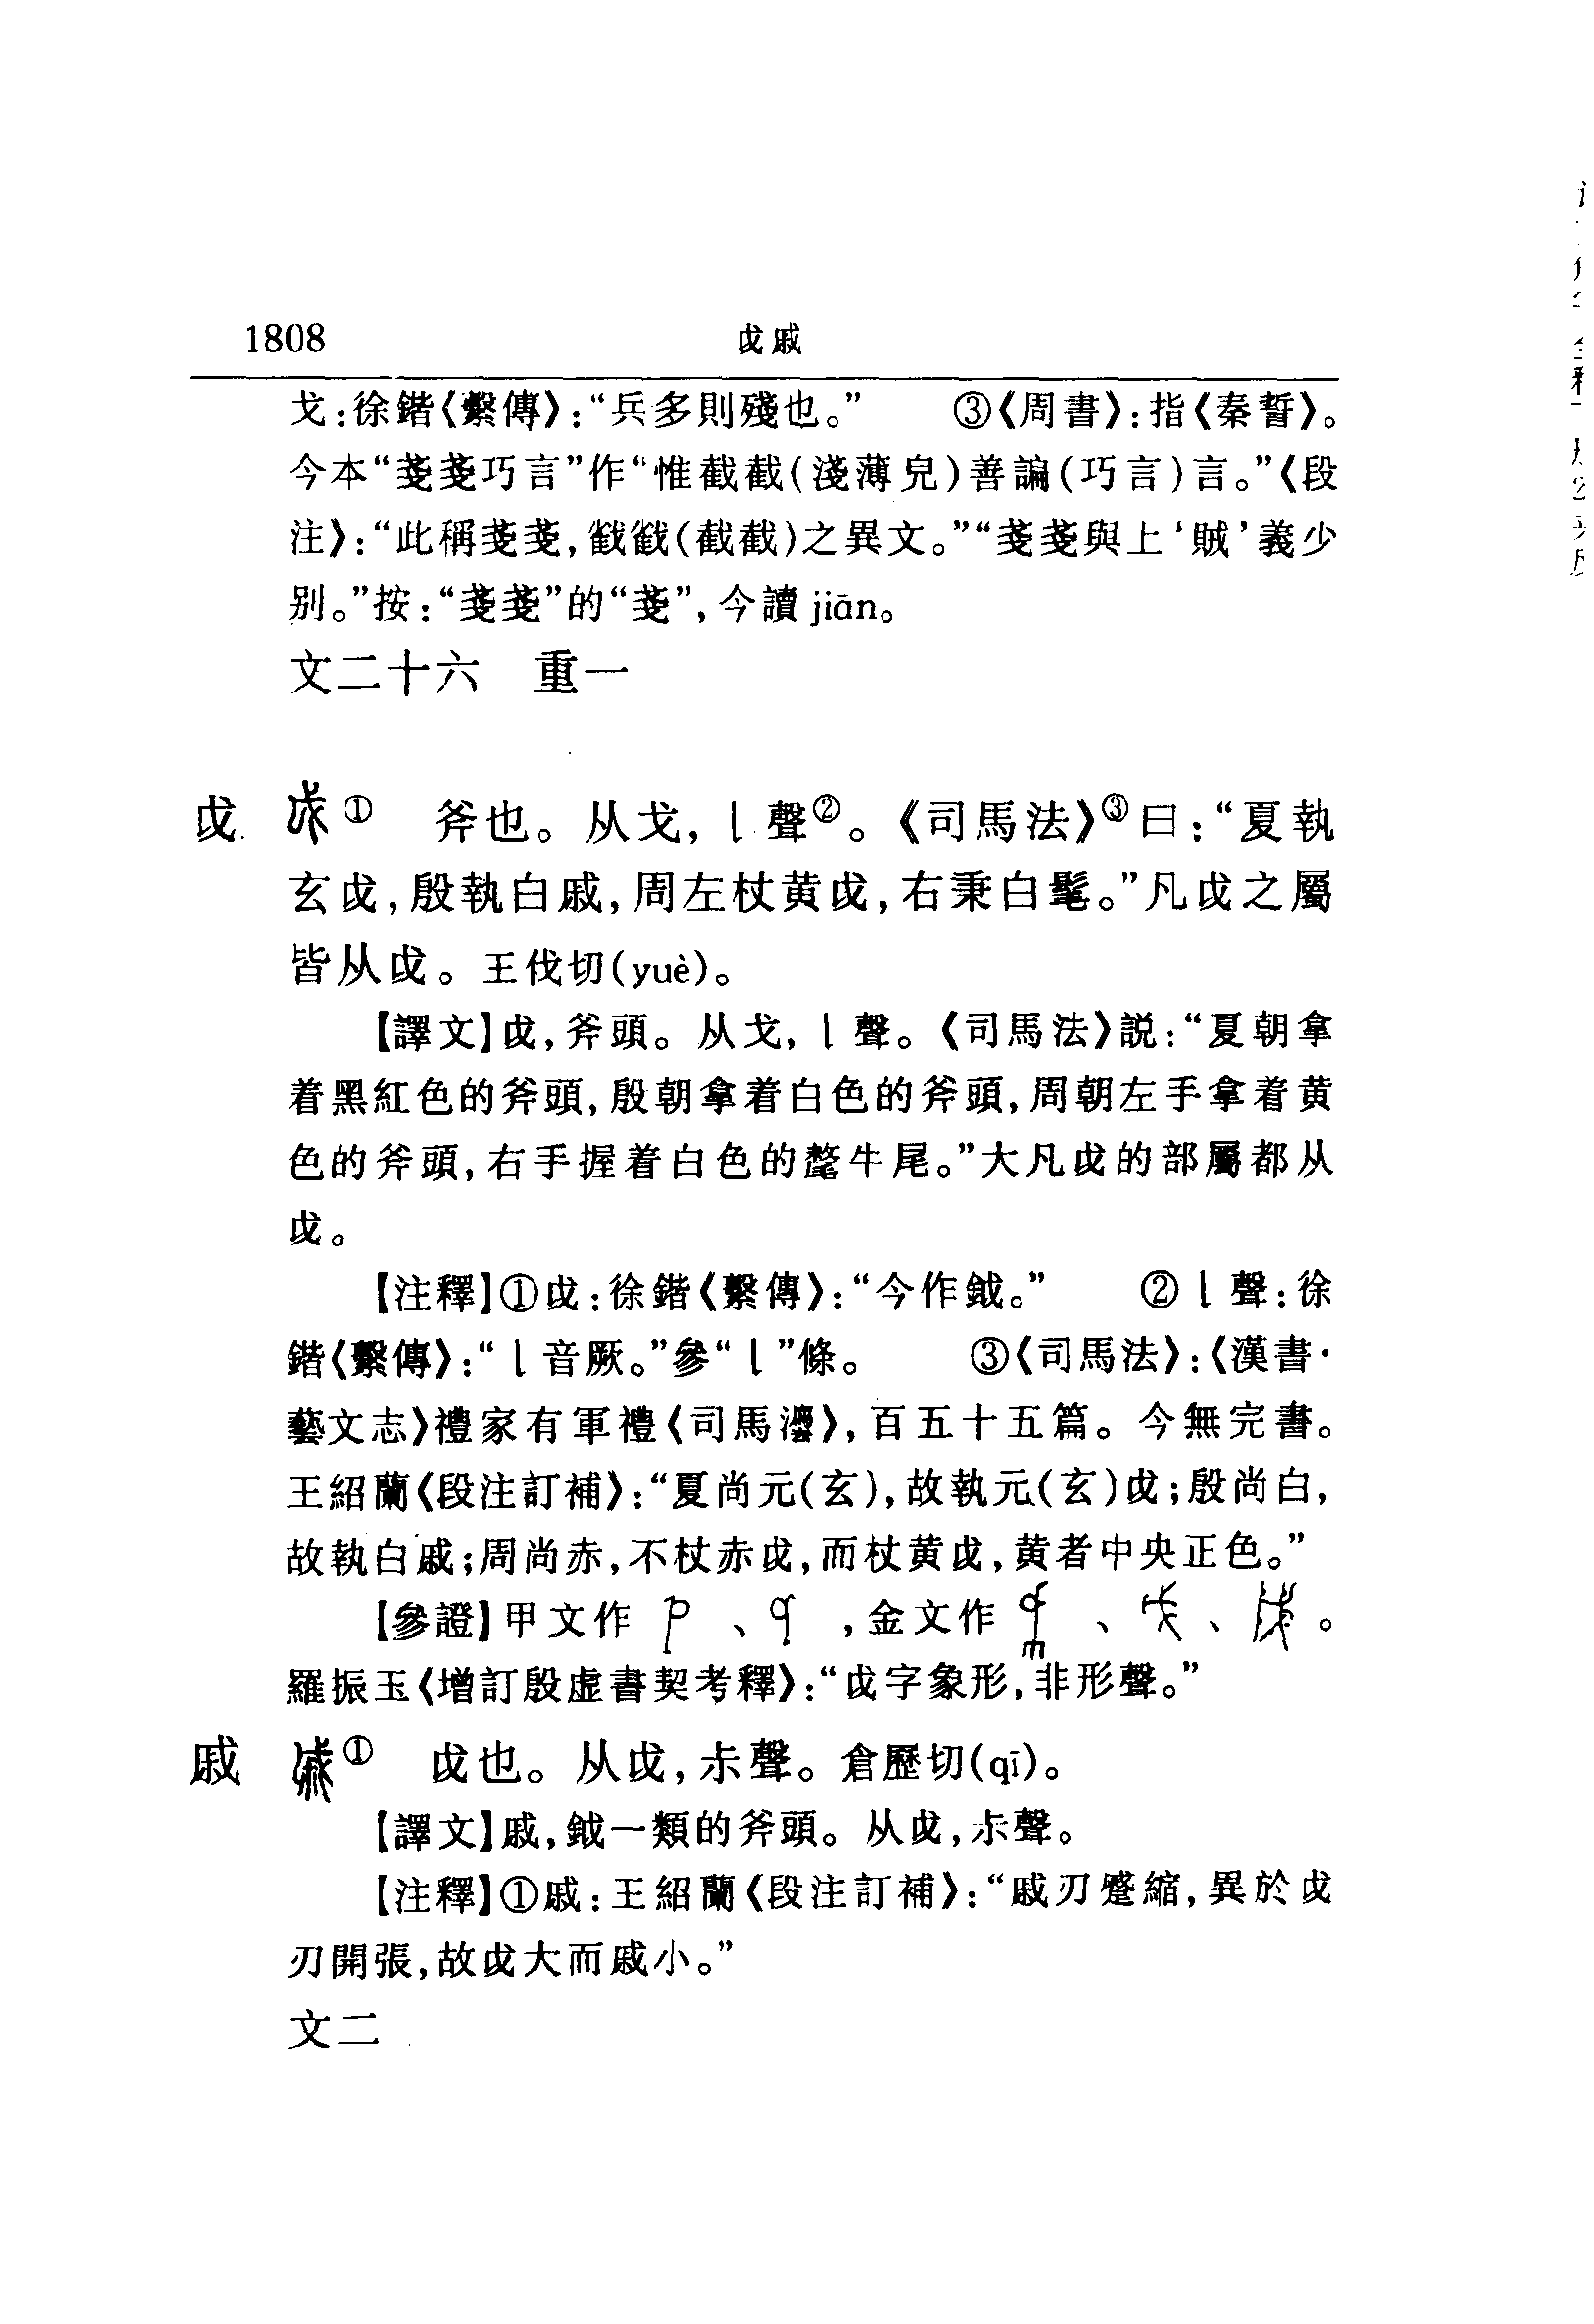 1808 戉戚
戈：徐鍇〈繫傳〉：“兵多則殘也。” ③〈周書〉：指〈秦誓〉。
今本“戔戔巧言”作“惟截截（淺薄皃）善諞（巧言）言。”〈段
注〉：“此稱戔戔，戳戳（截截）之異文。”“戔戔與上‘賊’義少
别。”按：“戔戔”的“戔”，今讀 jiān。
文二十六 重一
戉 ① 斧也。从戈，𠄌聲②。《司馬法》③曰：“夏執
玄戉，殷執白戚，周左杖黄戉，右秉白髦。”凡戉之屬
皆从戉。王伐切（yuè）。
【譯文】戉，斧頭。从戈，𠄌聲。〈司馬法〉説：“夏朝拿
着黑紅色的斧頭，殷朝拿着白色的斧頭，周朝左手拿着黄
色的斧頭，右手握着白色的氂牛尾。”大凡戉的部屬都从
戉。
【注釋】①戉：徐鍇〈繫傳〉：“今作鉞。” ②𠄌聲：徐
鍇〈繫傳〉：“𠄌音厥。”參“𠄌”條。 ③〈司馬法〉：〈漢書·
藝文志〉禮家有軍禮〈司馬灋〉，百五十五篇。今無完書。
王紹蘭〈段注訂補〉：“夏尚元（玄），故執元（玄）戉；殷尚白，
故執白戚；周尚赤，不杖赤戉，而杖黄戉，黄者中央正色。”
【參證】甲文作 、 ，金文作 、 、 。
羅振玉〈增訂殷虚書契考釋〉：“戉字象形，非形聲。”
戚 ① 戉也。从戉，尗聲。倉歷切（qī）。
【譯文】戚，鉞一類的斧頭。从戉，尗聲。
【注釋】①戚：王紹蘭〈段注訂補〉：“戚刃蹙縮，異於戉
刃開張，故戉大而戚小。”
文二